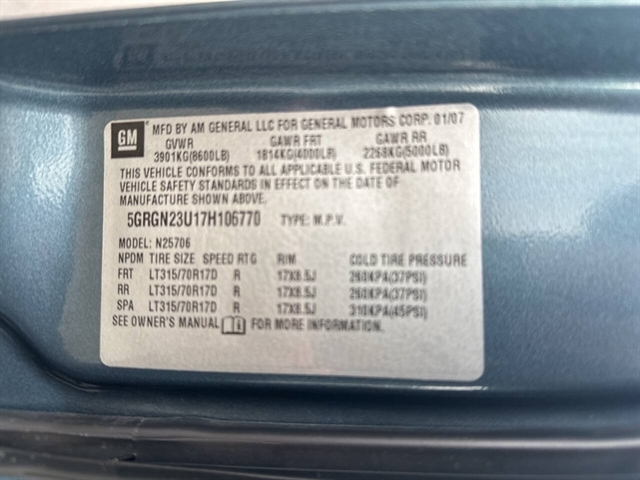 GM
MFD BY AM GENERAL LLC FOR GENERAL MOTORS CORP. 01/07
GVWR GAWR FRT GAWR RR
3901KG(8600LB) 1814KG(4000LB) 2268KG(5000LB)
THIS VEHICLE CONFORMS TO ALL APPLICABLE U.S. FEDERAL MOTOR
VEHICLE SAFETY STANDARDS IN EFFECT ON THE DATE OF
MANUFACTURE SHOWN ABOVE.
5GRGN23U17H106770 TYPE: M.P.V.
MODEL: N25706
NPDM TIRE SIZE SPEED RTG RIM COLD TIRE PRESSURE
FRT LT315/70R17D R 17X8.5J 260KPA(37PSI)
RR LT315/70R17D R 17X8.5J 260KPA(37PSI)
SPA LT315/70R17D R 17X8.5J 310KPA(45PSI)
SEE OWNER'S MANUAL FOR MORE INFORMATION.